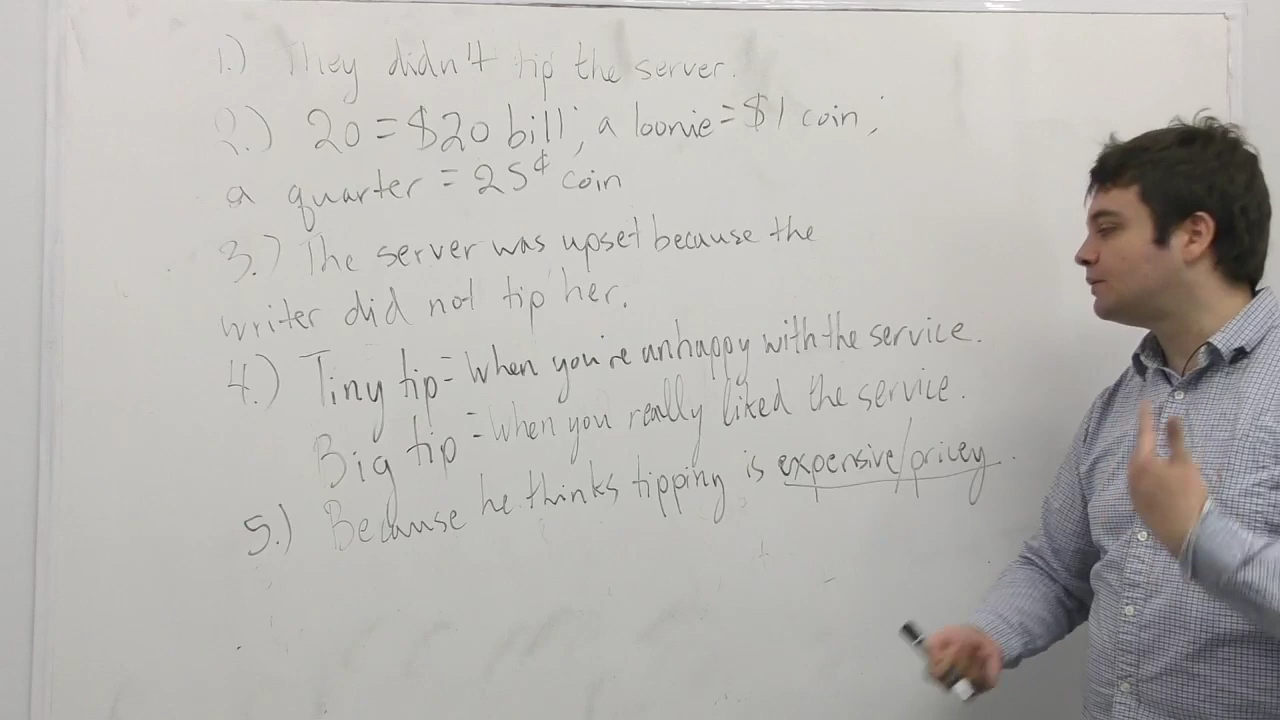 1.) They didn't tip the server.
2.) 20 = $20 bill; a loonie = $1 coin;
a quarter = 25¢ coin
3.) The server was upset because the
writer did not tip her.
4.) Tiny tip = When you're unhappy with the service.
Big tip = When you really liked the service.
5.) Because he thinks tipping is expensive/pricey.